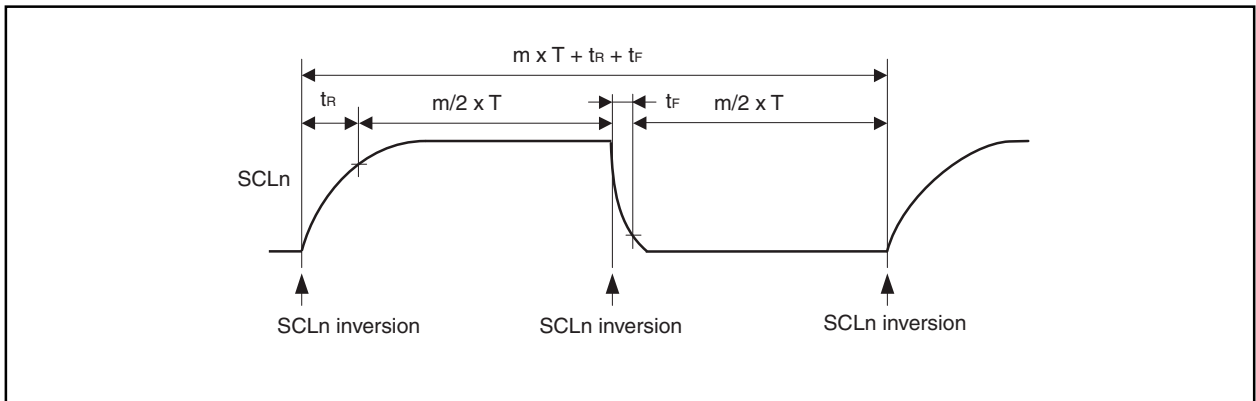 m x T + tR + tF
tR
m/2 x T
tF
m/2 x T
SCLn
SCLn inversion
SCLn inversion
SCLn inversion